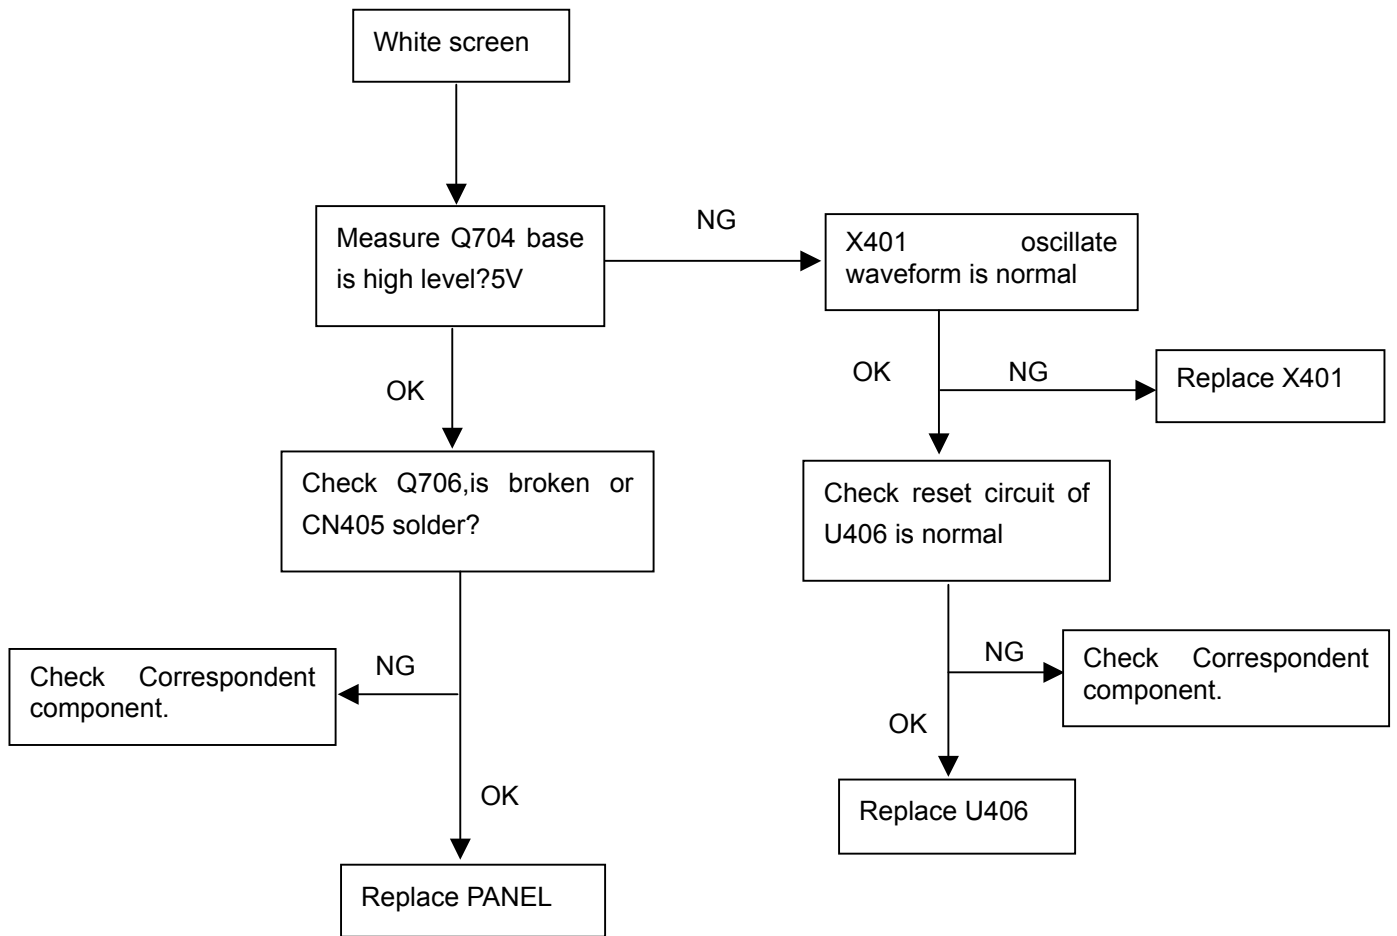 White screen
Measure Q704 base
is high level?5V
NG
X401 oscillate
waveform is normal
OK
OK
NG
Replace X401
Check Q706,is broken or
CN405 solder?
Check reset circuit of
U406 is normal
Check Correspondent
component.
NG
NG
Check Correspondent
component.
OK
OK
Replace U406
Replace PANEL